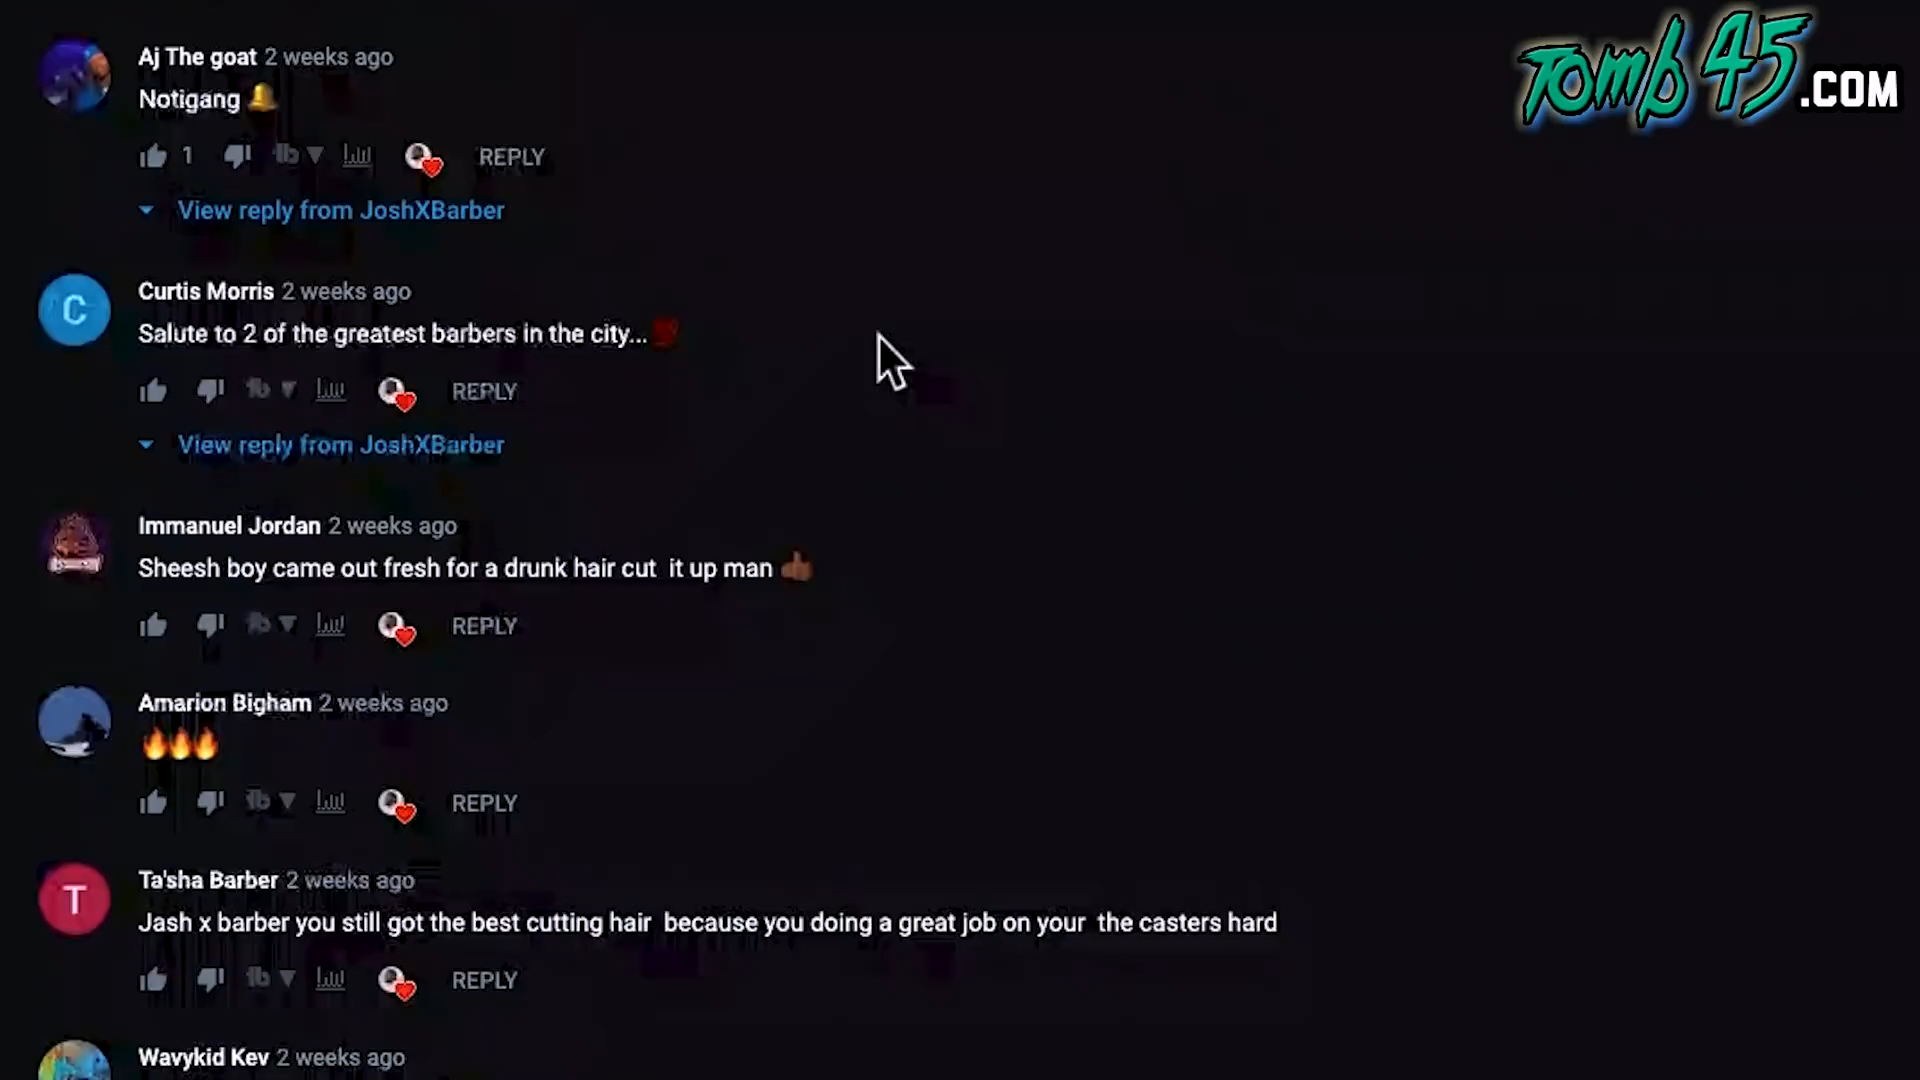 Tomb 45.COM
Aj The goat 2 weeks ago
Notigang 🔔
1 REPLY
View reply from JoshXBarber
C
Curtis Morris 2 weeks ago
Salute to 2 of the greatest barbers in the city... 💯
REPLY
View reply from JoshXBarber
Immanuel Jordan 2 weeks ago
Sheesh boy came out fresh for a drunk hair cut it up man 👍🏾
REPLY
Amarion Bigham 2 weeks ago
🔥🔥🔥
REPLY
T
Ta'sha Barber 2 weeks ago
Jash x barber you still got the best cutting hair because you doing a great job on your the casters hard
REPLY
Wavykid Kev 2 weeks ago